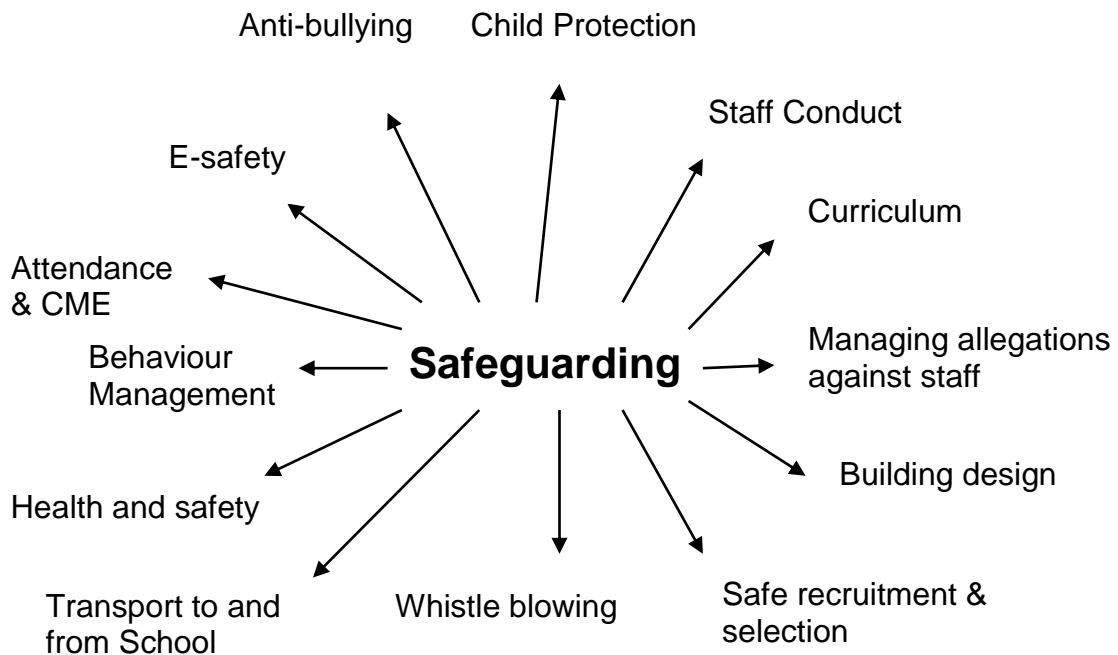 Anti-bullying
Child Protection
Staff Conduct
E-safety
Curriculum
Attendance
& CME
Managing allegations
against staff
Behaviour
Management
Safeguarding
Building design
Health and safety
Transport to and
from School
Whistle blowing
Safe recruitment &
selection